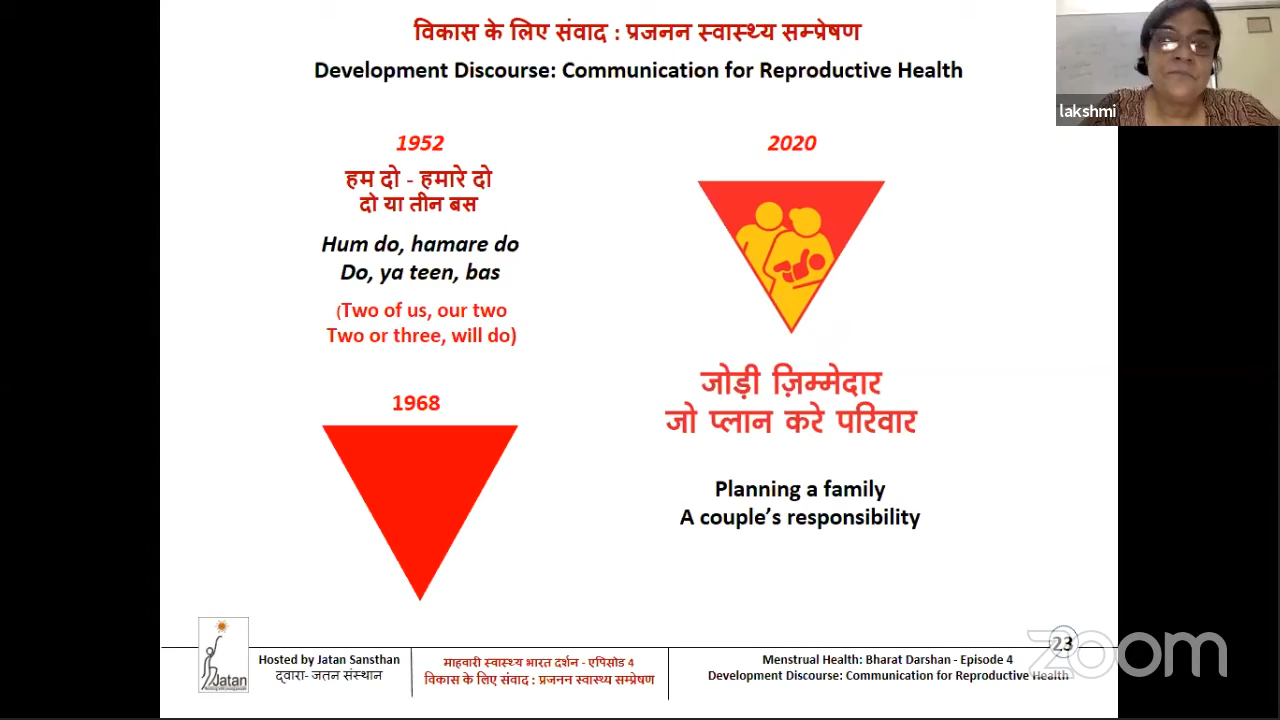 विकास के लिए संवाद : प्रजनन स्वास्थ्य सम्प्रेषण
Development Discourse: Communication for Reproductive Health
lakshmi
1952
हम दो - हमारे दो
दो या तीन बस
Hum do, hamare do
Do, ya teen, bas
(Two of us, our two
Two or three, will do)
1968
2020
जोड़ी ज़िम्मेदार
जो प्लान करे परिवार
Planning a family
A couple's responsibility
Jatan
Hosted by Jatan Sansthan
द्वारा- जतन संस्थान
माहवारी स्वास्थ्य भारत दर्शन - एपिसोड 4
विकास के लिए संवाद : प्रजनन स्वास्थ्य सम्प्रेषण
23
Menstrual Health: Bharat Darshan - Episode 4
Development Discourse: Communication for Reproductive Health
zoom